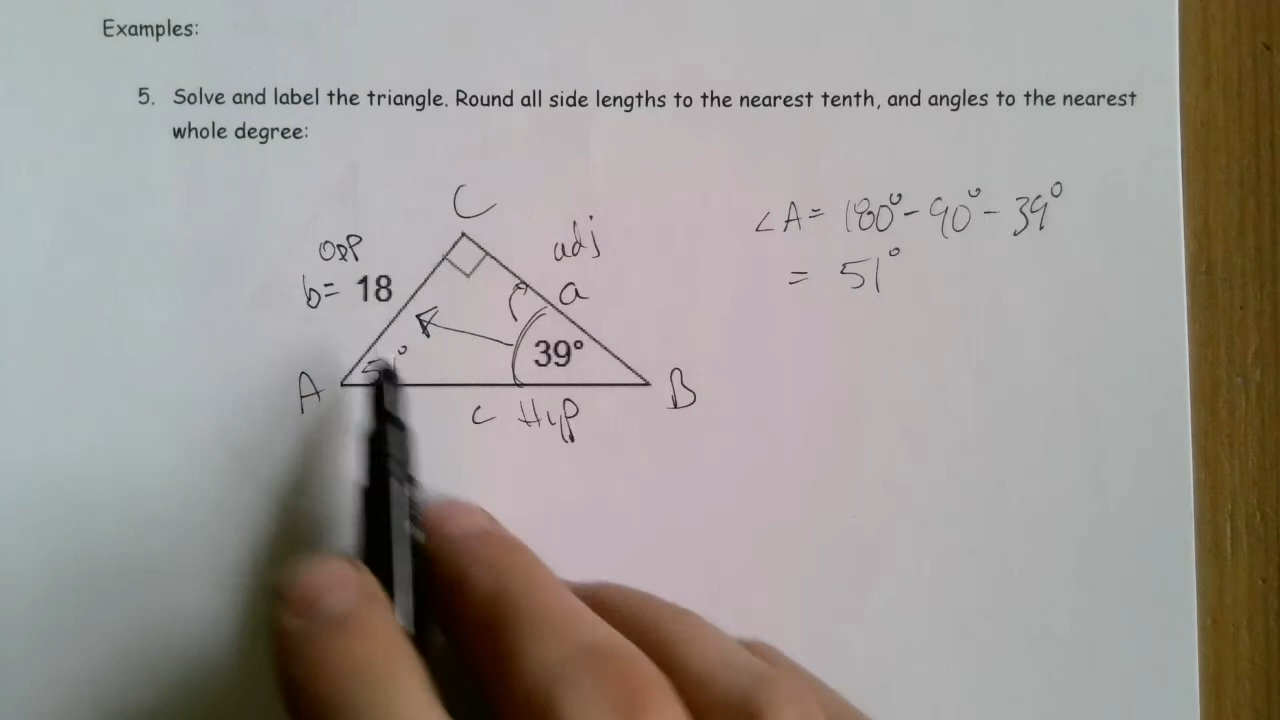 Examples:
5. Solve and label the triangle. Round all side lengths to the nearest tenth, and angles to the nearest
whole degree:
C
∠A = 180° - 90° - 39°
= 51°
opp
adj
b = 18
a
39°
51°
A
B
c Hyp